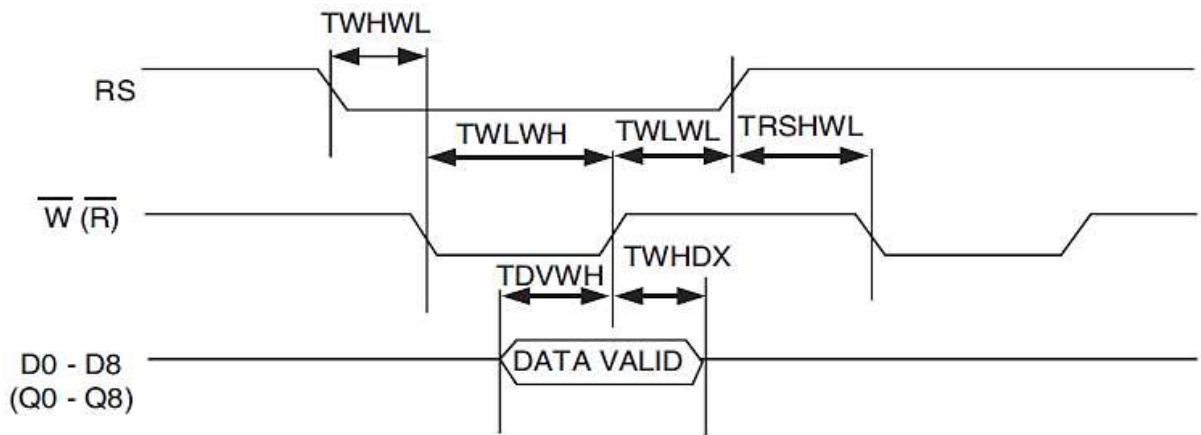 TWHWL
RS
TWLWH TWLWL TRSHWL
W (R)
TDVWH TWHDX
D0 - D8 DATA VALID
(Q0 - Q8)